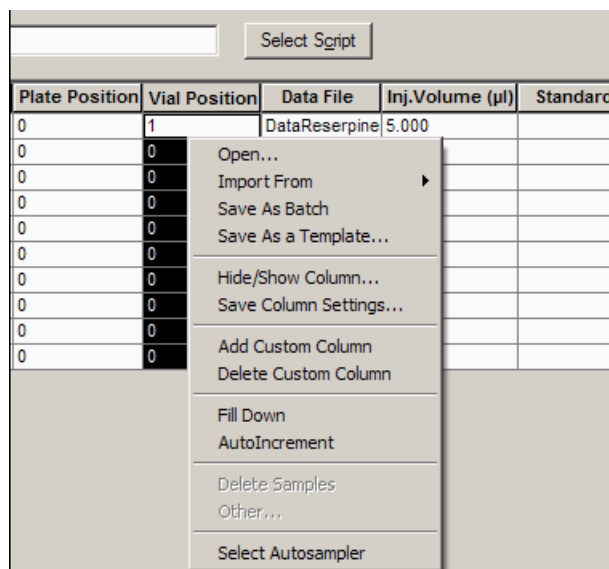 Select Script
Plate Position Vial Position Data File Inj.Volume (µl) Standard
0 1 DataReserpine 5.000
0 0
0 0
0 0
0 0
0 0
0 0
0 0
0 0
0 0
Open...
Import From
Save As Batch
Save As a Template...
Hide/Show Column...
Save Column Settings...
Add Custom Column
Delete Custom Column
Fill Down
AutoIncrement
Delete Samples
Other...
Select Autosampler